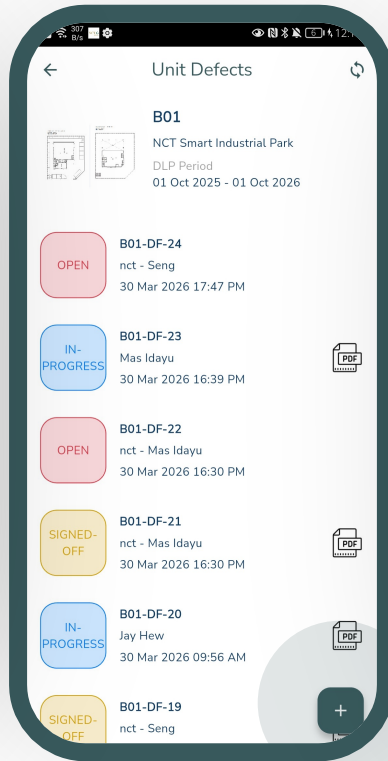 307
B/s
6
12:1
Unit Defects
B01
NCT Smart Industrial Park
DLP Period
01 Oct 2025 - 01 Oct 2026
OPEN
B01-DF-24
nct - Seng
30 Mar 2026 17:47 PM
IN-
PROGRESS
B01-DF-23
Mas Idayu
30 Mar 2026 16:39 PM
PDF
OPEN
B01-DF-22
nct - Mas Idayu
30 Mar 2026 16:30 PM
SIGNED-
OFF
B01-DF-21
nct - Mas Idayu
30 Mar 2026 16:30 PM
PDF
IN-
PROGRESS
B01-DF-20
Jay Hew
30 Mar 2026 09:56 AM
PDF
SIGNED-
OFF
B01-DF-19
nct - Seng
+